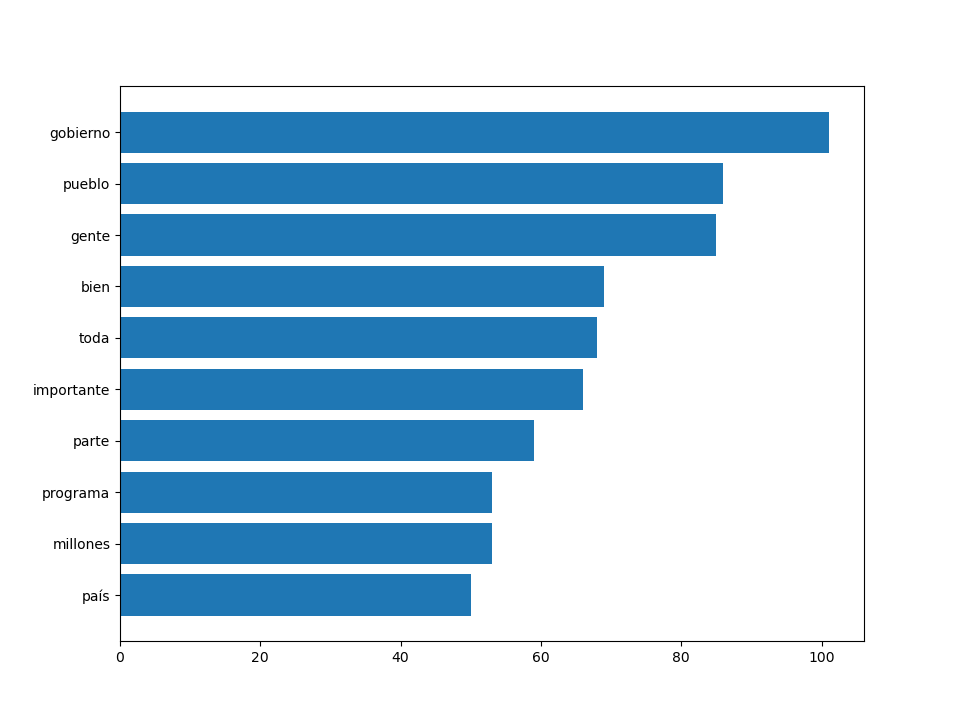 gobierno
pueblo
gente
bien
toda
importante
parte
programa
millones
país
0 20 40 60 80 100